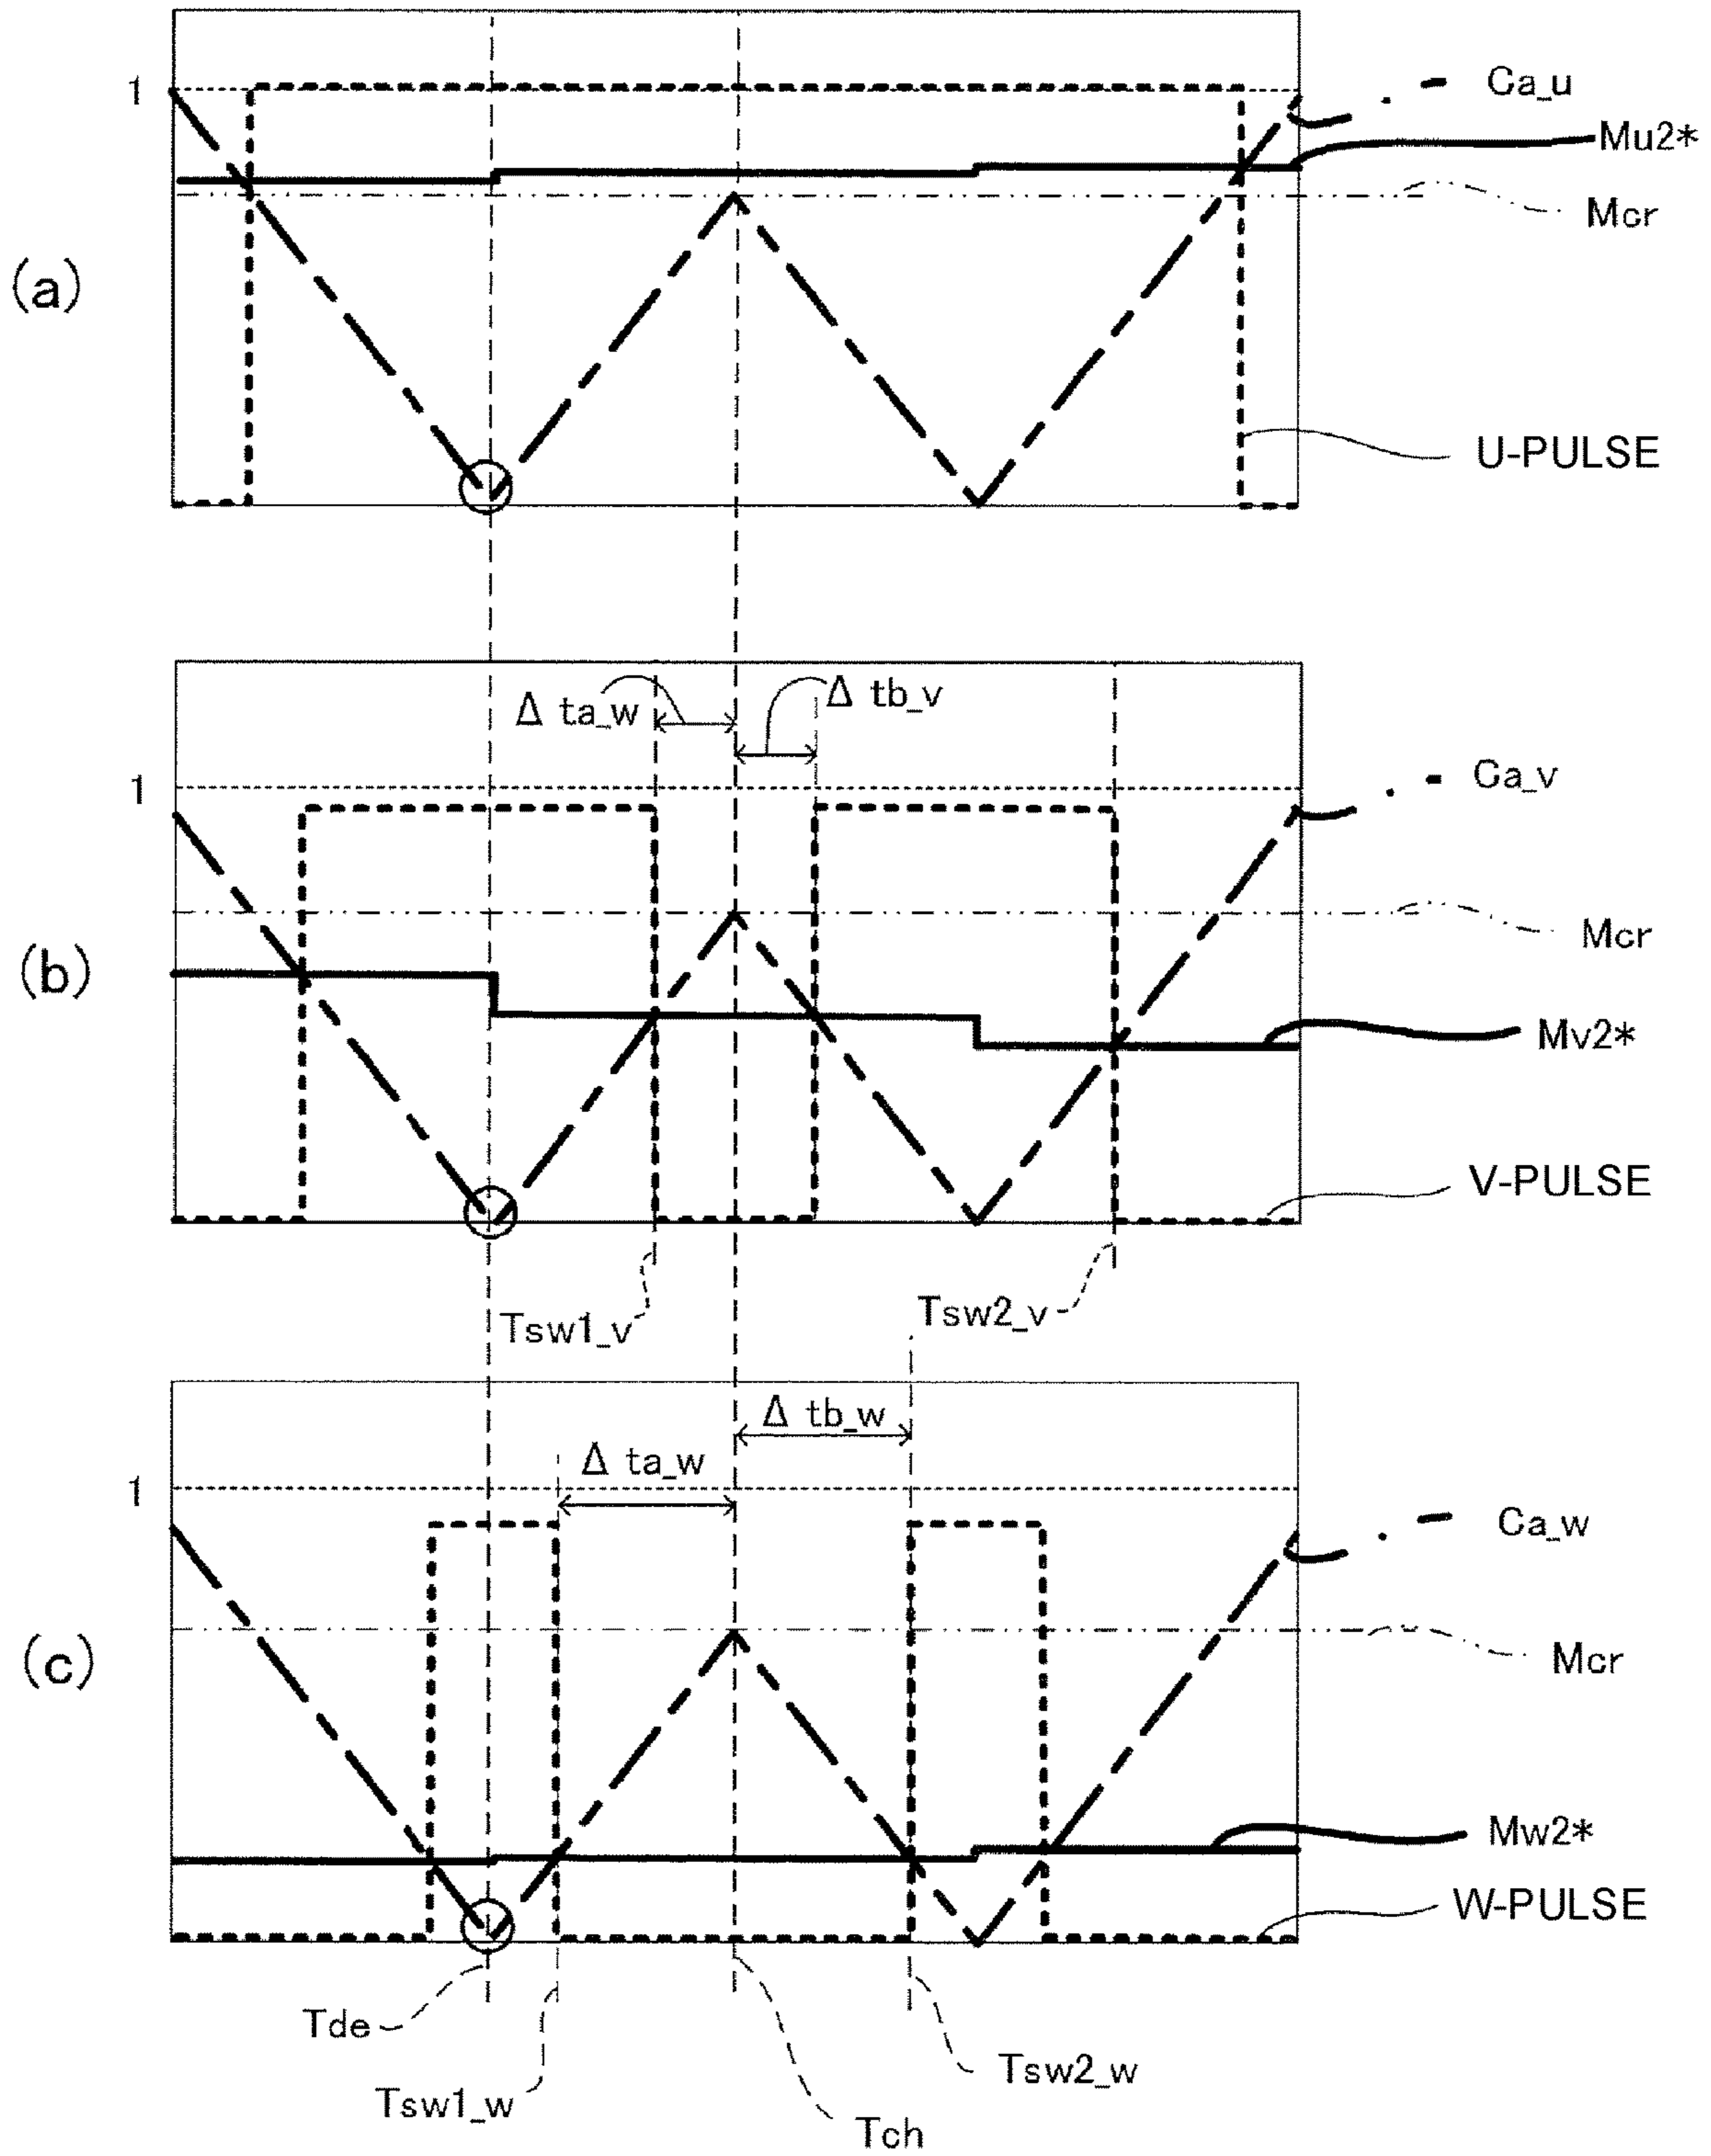 1
Ca_u
Mu2*
Mcr
(a)
U-PULSE
Δ ta_w
Δ tb_v
1
Ca_v
Mcr
(b)
Mv2*
V-PULSE
Tsw1_v
Tsw2_v
Δ tb_w
Δ ta_w
1
Ca_w
Mcr
(c)
Mw2*
W-PULSE
Tde
Tsw1_w
Tsw2_w
Tch